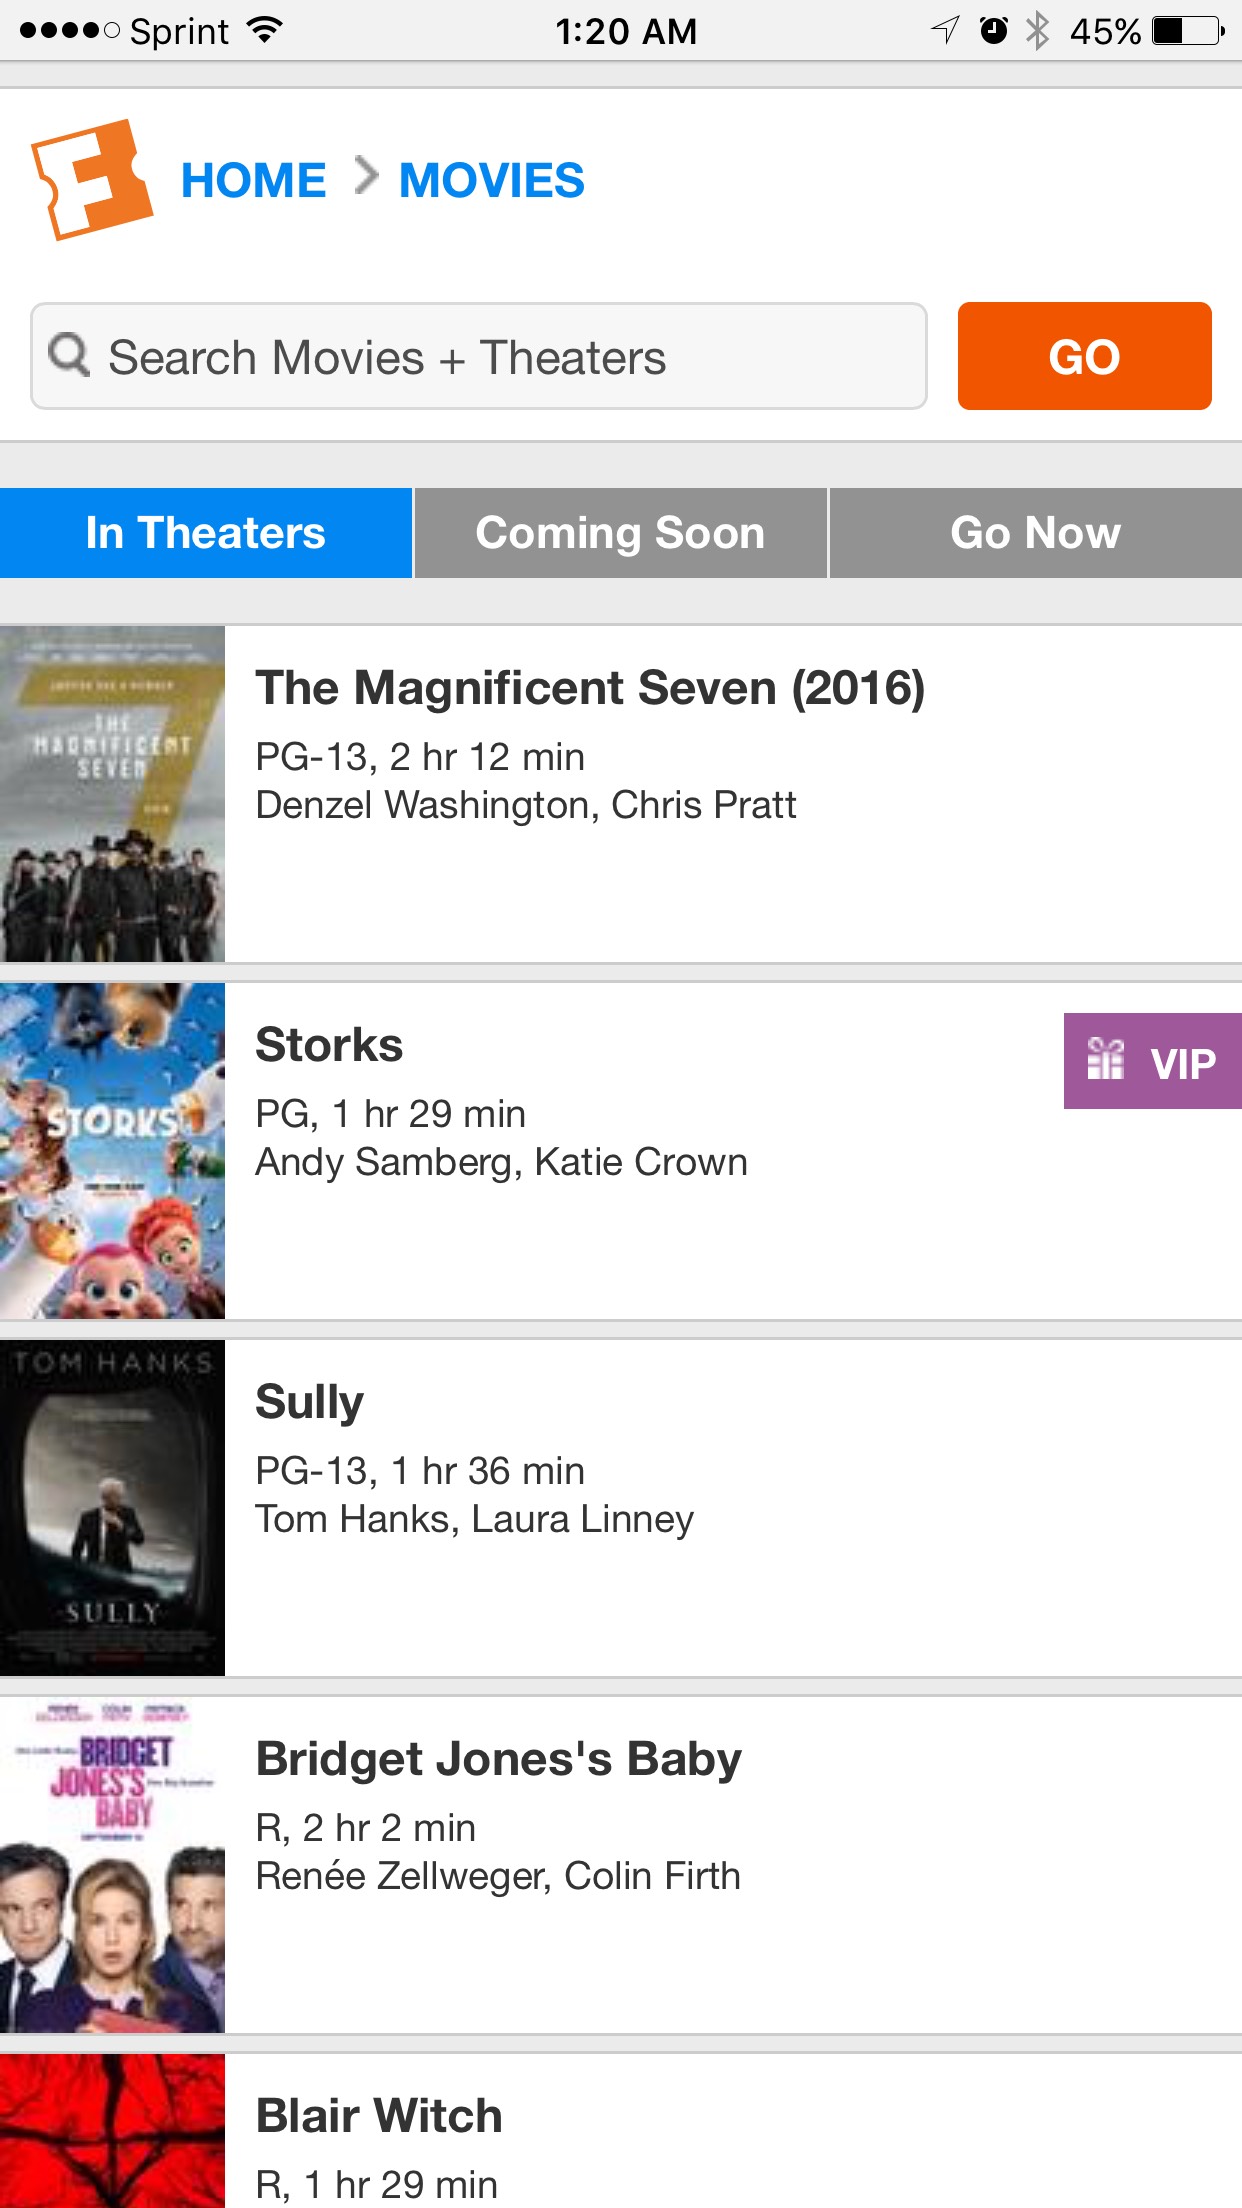 Sprint 1:20 AM 45%
F HOME > MOVIES
Search Movies + Theaters GO
In Theaters Coming Soon Go Now
THE
MAGNIFICENT
SEVEN
The Magnificent Seven (2016)
PG-13, 2 hr 12 min
Denzel Washington, Chris Pratt
STORKS
Storks
VIP
PG, 1 hr 29 min
Andy Samberg, Katie Crown
TOM HANKS
SULLY
Sully
PG-13, 1 hr 36 min
Tom Hanks, Laura Linney
BRIDGET
JONES'S
BABY
Bridget Jones's Baby
R, 2 hr 2 min
Renée Zellweger, Colin Firth
Blair Witch
R, 1 hr 29 min